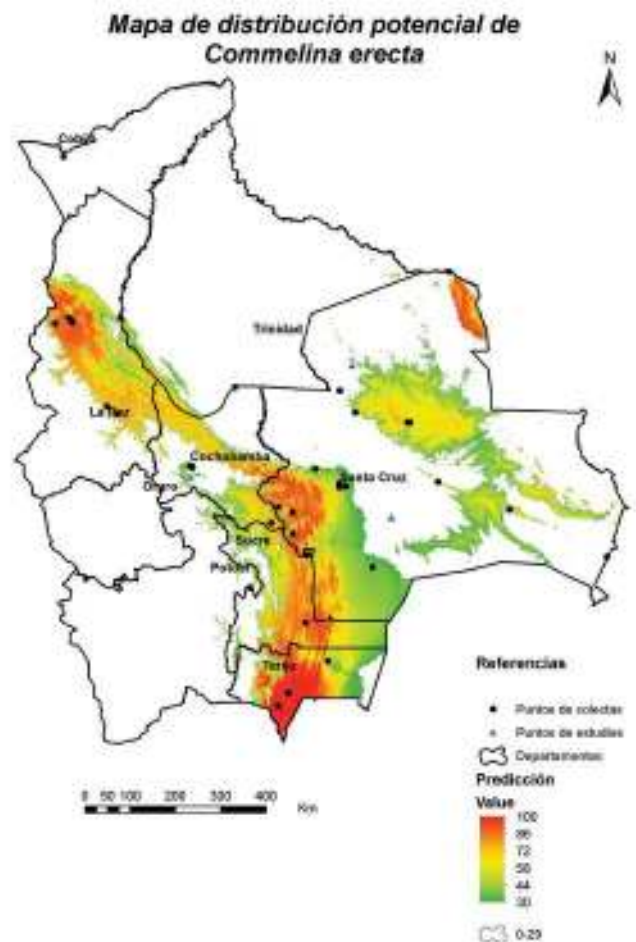 Mapa de distribución potencial de
Commelina erecta
N
Cobija
Trinidad
La Paz
Cochabamba
Santa Cruz
Oruro
Sucre
Potosí
Tarija
Referencias
Puntos de colectas
Puntos de estudios
Departamentos
Predicción
Value
100
86
72
58
44
30
0-29
0 50 100 200 300 400
Km